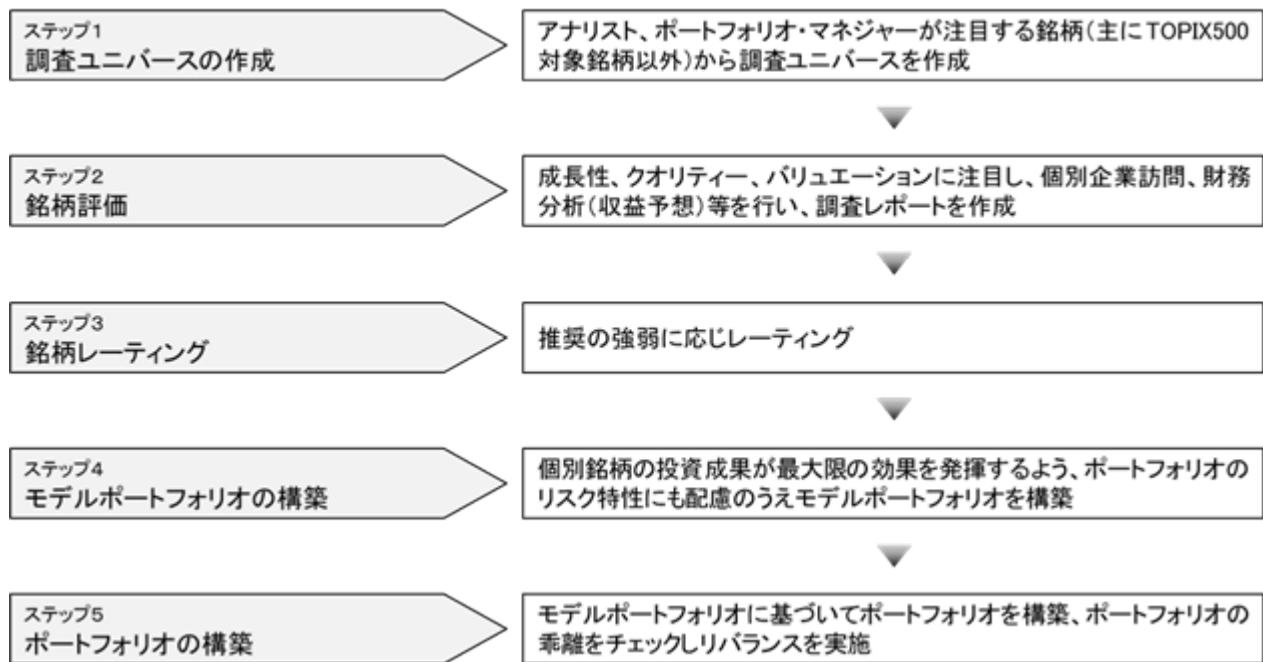 ステップ1
調査ユニバースの作成
アナリスト、ポートフォリオ・マネジャーが注目する銘柄(主にTOPIX500
対象銘柄以外)から調査ユニバースを作成
ステップ2
銘柄評価
成長性、クオリティー、バリュエーションに注目し、個別企業訪問、財務
分析(収益予想)等を行い、調査レポートを作成
ステップ3
銘柄レーティング
推奨の強弱に応じレーティング
ステップ4
モデルポートフォリオの構築
個別銘柄の投資成果が最大限の効果を発揮するよう、ポートフォリオの
リスク特性にも配慮のうえモデルポートフォリオを構築
ステップ5
ポートフォリオの構築
モデルポートフォリオに基づいてポートフォリオを構築、ポートフォリオの
乖離をチェックしリバランスを実施